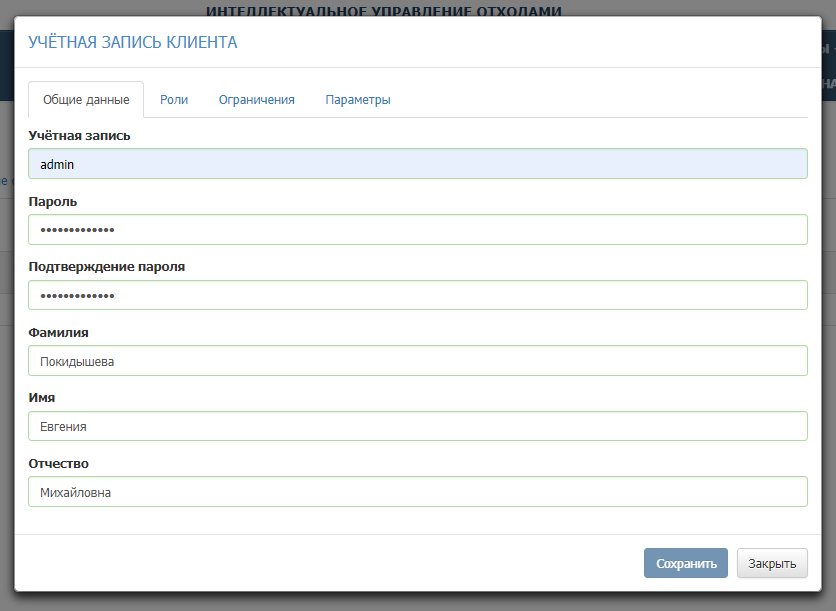 ИНТЕЛЛЕКТУАЛЬНОЕ УПРАВЛЕНИЕ ОТХОДАМИ
УЧЁТНАЯ ЗАПИСЬ КЛИЕНТА
Общие данные Роли Ограничения Параметры
Учётная запись
admin
Пароль
•••••••••••••
Подтверждение пароля
•••••••••••••
Фамилия
Покидышева
Имя
Евгения
Отчество
Михайловна
Сохранить Закрыть